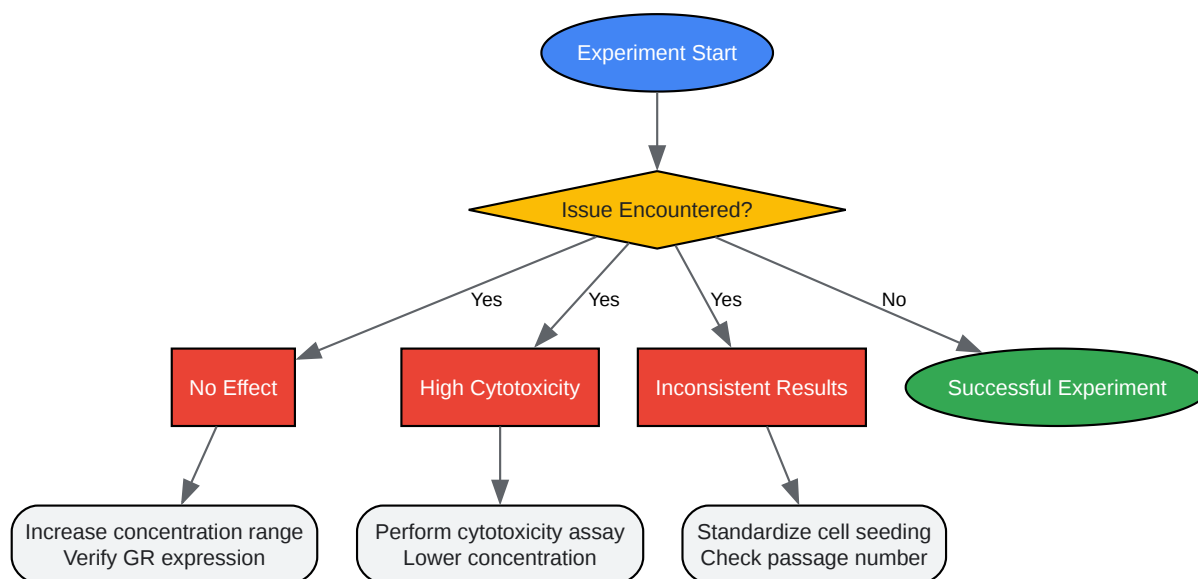 Experiment Start
Issue Encountered?
Yes
Yes
Yes
No
No Effect
High Cytotoxicity
Inconsistent Results
Successful Experiment
Increase concentration range
Verify GR expression
Perform cytotoxicity assay
Lower concentration
Standardize cell seeding
Check passage number